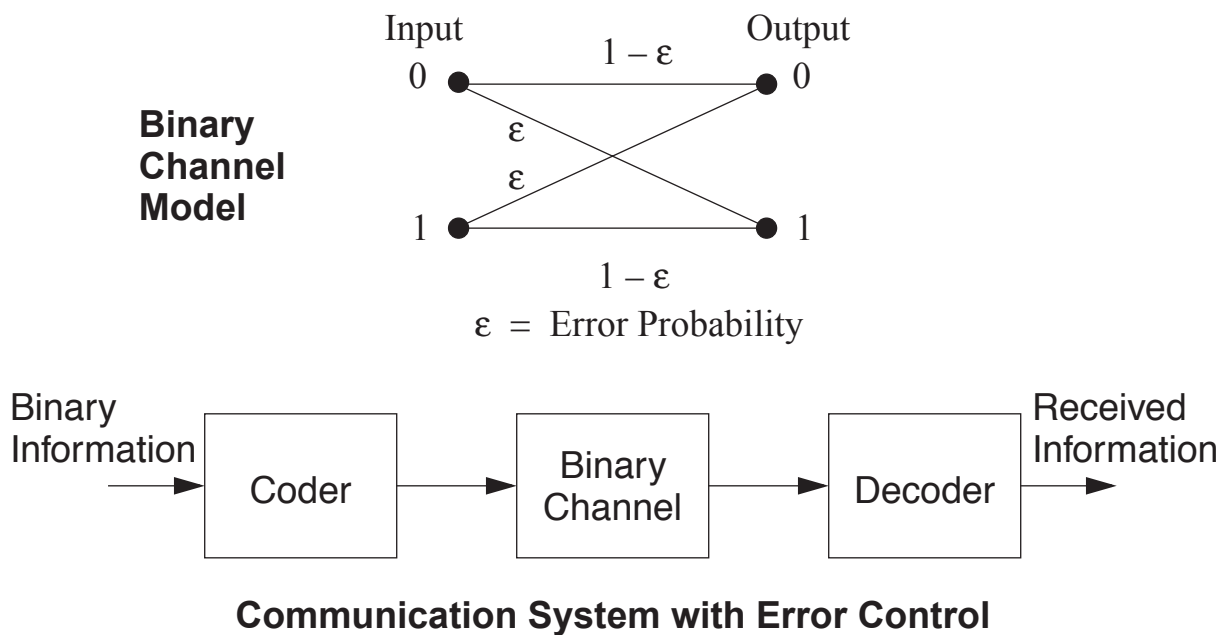 Input
Output
1 – ε
0
0
Binary
Channel
Model
ε
ε
1
1
1 – ε
ε = Error Probability
Binary
Information
Received
Information
Coder
Binary
Channel
Decoder
Communication System with Error Control